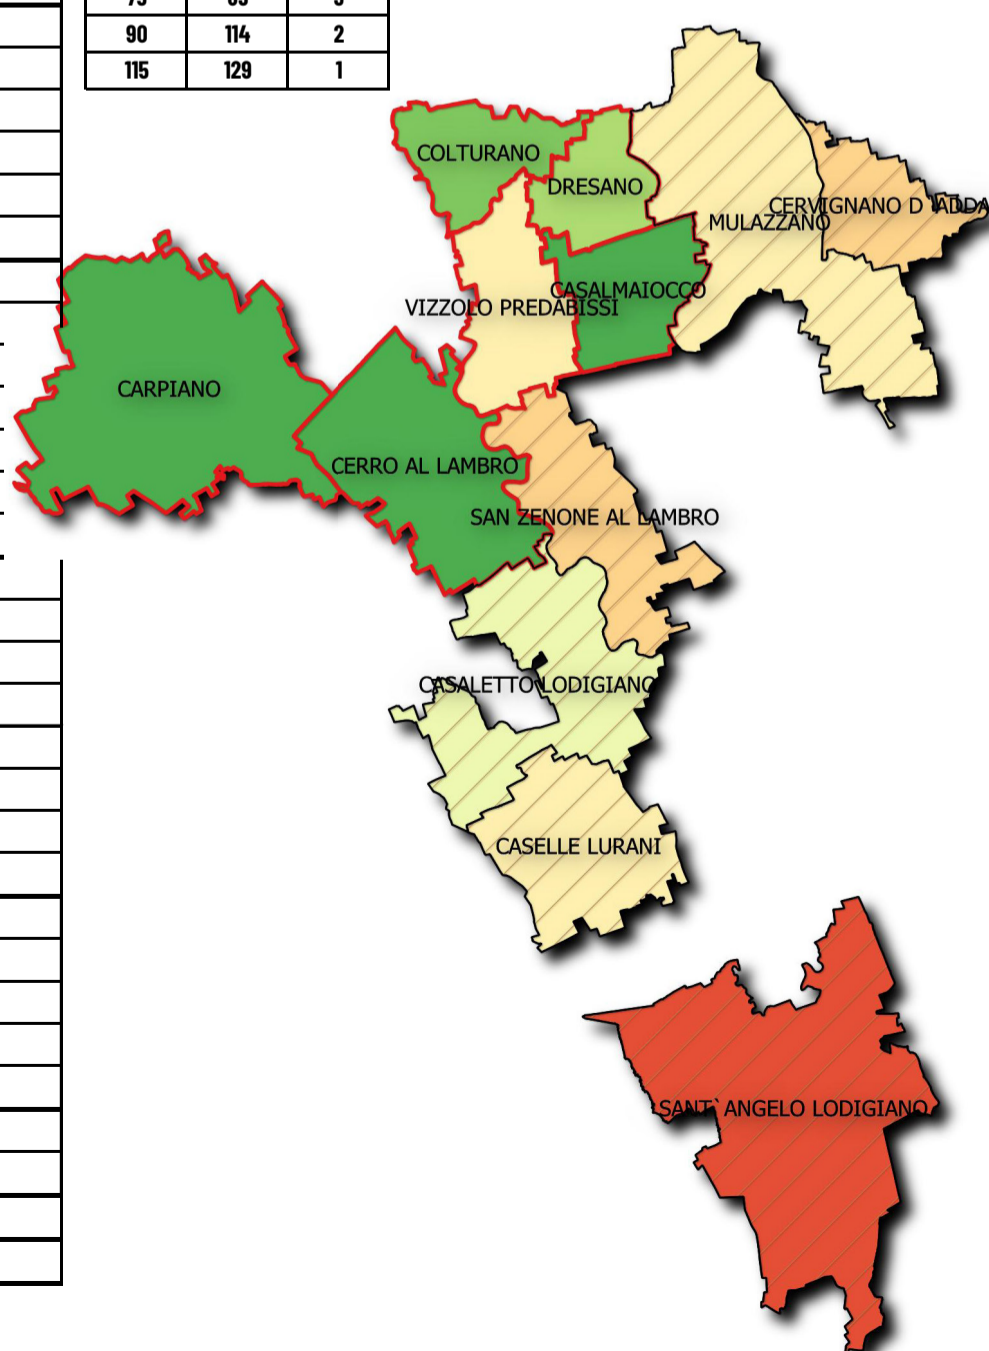 90 114 2
115 129 1
COLTURANO
DRESANO
CERVIGNANO D`ADDA
MULAZZANO
CASALMAIOCCO
VIZZOLO PREDABISSI
CARPIANO
CERRO AL LAMBRO
SAN ZENONE AL LAMBRO
CASALETTO LODIGIANO
CASELLE LURANI
SANT`ANGELO LODIGIANO